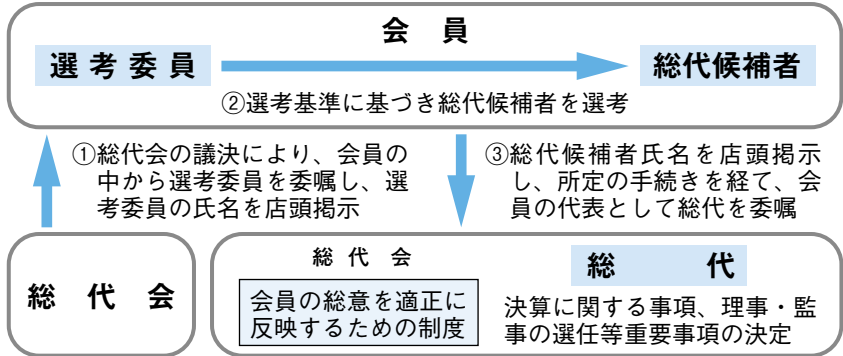 会 員
選 考 委 員
総代候補者
②選考基準に基づき総代候補者を選考
①総代会の議決により、会員の
中から選考委員を委嘱し、選
考委員の氏名を店頭掲示
③総代候補者氏名を店頭掲示
し、所定の手続きを経て、会
員の代表として総代を委嘱
総 代 会
総 代 会
会員の総意を適正に
反映するための制度
総 代
決算に関する事項、理事・監
事の選任等重要事項の決定